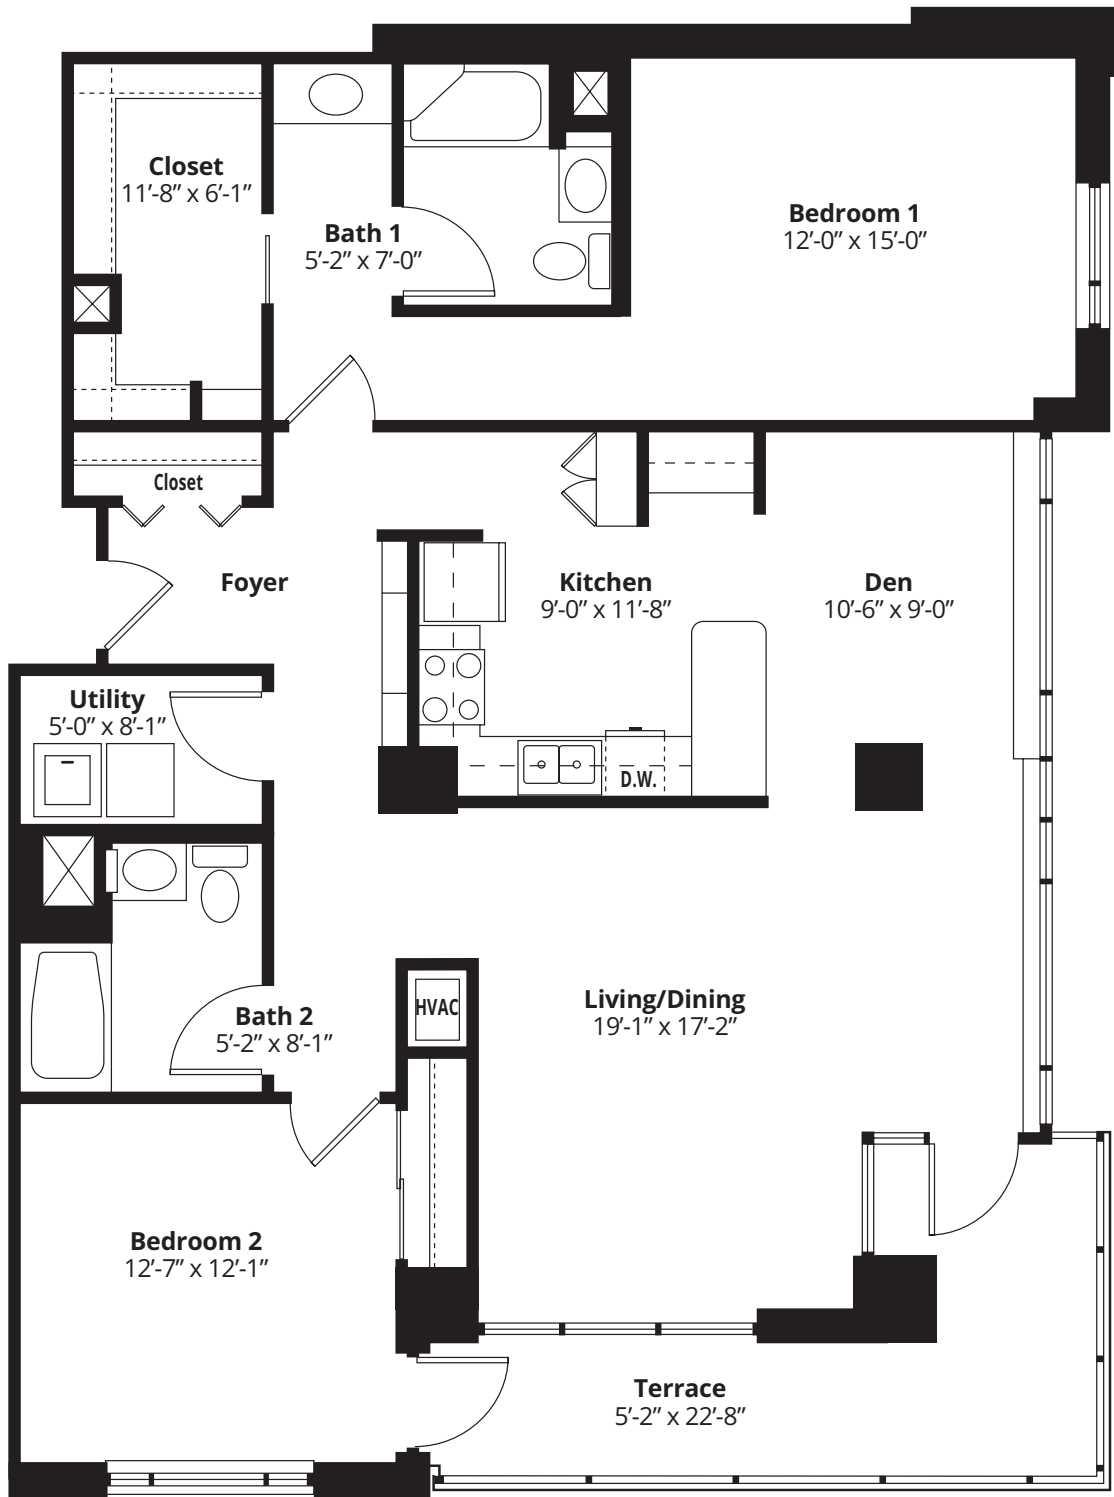 Closet
11’-8” x 6’-1”
Bath 1
5’-2” x 7’-0”
Bedroom 1
12’-0” x 15’-0”
Closet
Foyer
Kitchen
9’-0” x 11’-8”
Den
10’-6” x 9’-0”
Utility
5’-0” x 8’-1”
D.W.
HVAC
Living/Dining
19’-1” x 17’-2”
Bath 2
5’-2” x 8’-1”
Bedroom 2
12’-7” x 12’-1”
Terrace
5’-2” x 22’-8”